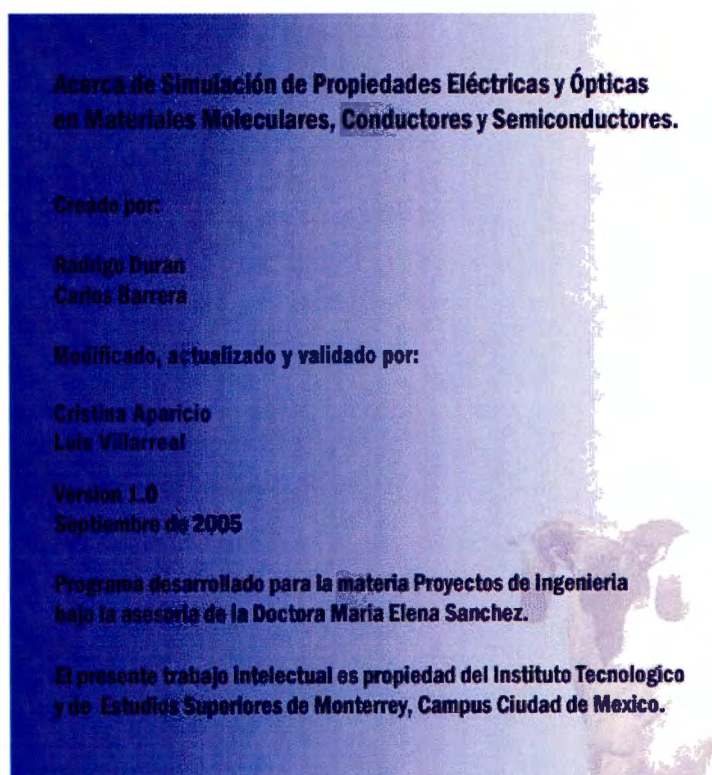 Acerca de Simulación de Propiedades Eléctricas y Ópticas
en Materiales Moleculares, Conductores y Semiconductores.
Creado por:
Rodrigo Duran
Carlos Barrera
Modificado, actualizado y validado por:
Cristina Aparicio
Luis Villarreal
Version 1.0
Septiembre de 2005
Programa desarrollado para la materia Proyectos de Ingenieria
bajo la asesoria de la Doctora Maria Elena Sanchez.
El presente trabajo Intelectual es propiedad del Instituto Tecnologico
y de Estudios Superiores de Monterrey, Campus Ciudad de Mexico.